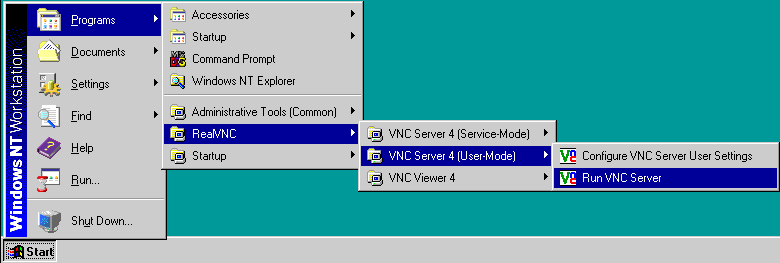 Windows NT Workstation
Programs
Documents
Settings
Find
Help
Run...
Shut Down...
Start
Accessories
Startup
Command Prompt
Windows NT Explorer
Administrative Tools (Common)
RealVNC
Startup
VNC Server 4 (Service-Mode)
VNC Server 4 (User-Mode)
VNC Viewer 4
Configure VNC Server User Settings
Run VNC Server